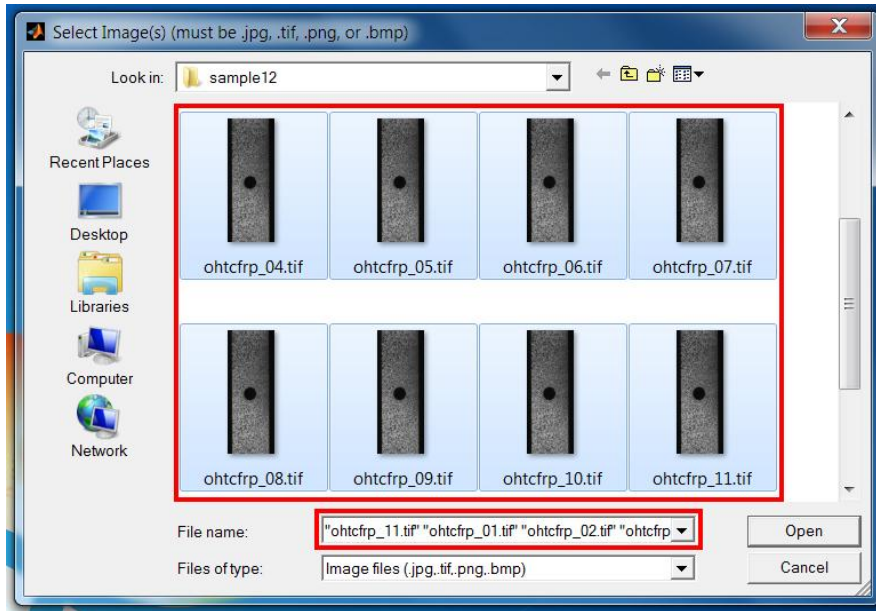 Select Image(s) (must be .jpg, .tif, .png, or .bmp)
Look in: sample12
Recent Places
Desktop
Libraries
Computer
Network
ohtcfrp_04.tif ohtcfrp_05.tif ohtcfrp_06.tif ohtcfrp_07.tif
ohtcfrp_08.tif ohtcfrp_09.tif ohtcfrp_10.tif ohtcfrp_11.tif
File name: "ohtcfrp_11.tif" "ohtcfrp_01.tif" "ohtcfrp_02.tif" "ohtcfrp Open
Files of type: Image files (.jpg,.tif,.png,.bmp) Cancel